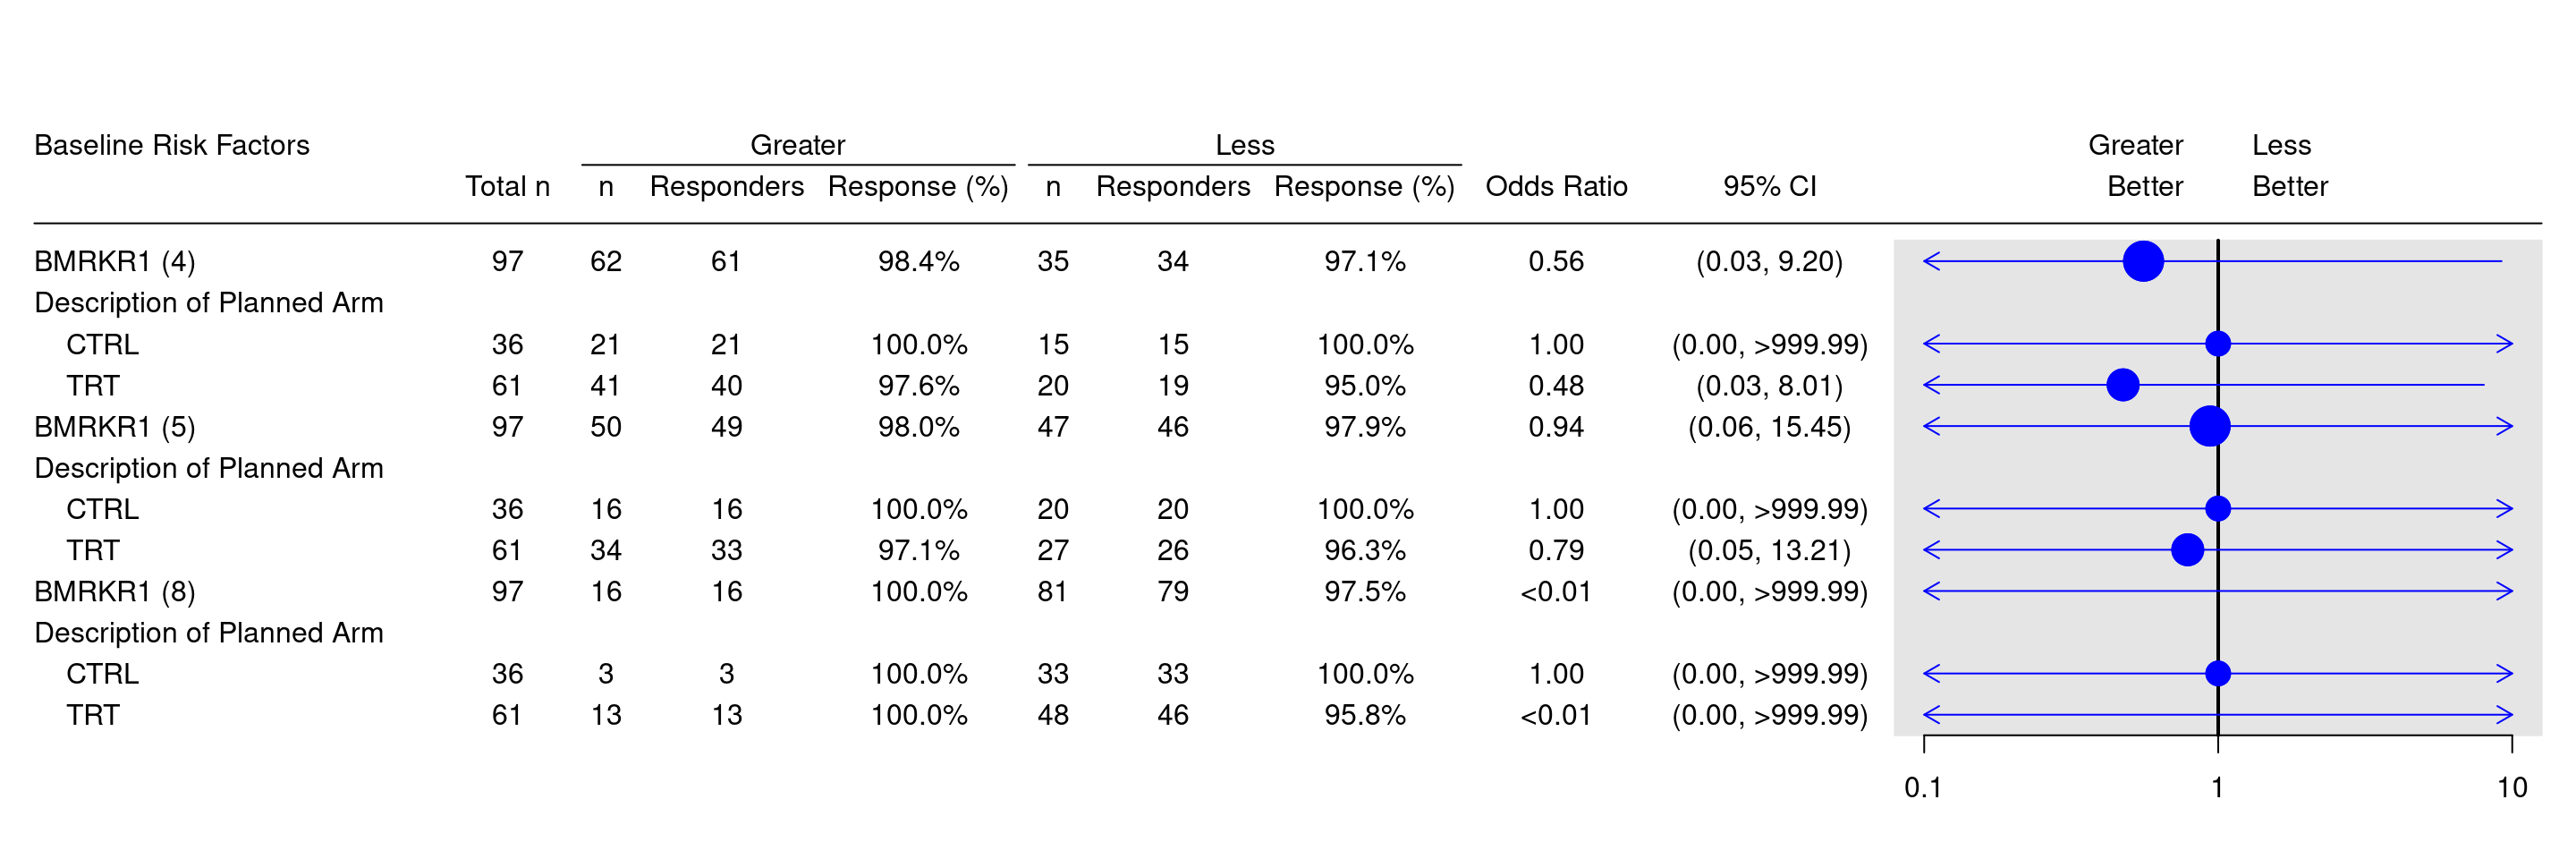 Baseline Risk Factors Greater Less Greater Less
Total n n Responders Response (%) n Responders Response (%) Odds Ratio 95% CI Better Better
BMRKR1 (4) 97 62 61 98.4% 35 34 97.1% 0.56 (0.03, 9.20)
Description of Planned Arm
CTRL 36 21 21 100.0% 15 15 100.0% 1.00 (0.00, >999.99)
TRT 61 41 40 97.6% 20 19 95.0% 0.48 (0.03, 8.01)
BMRKR1 (5) 97 50 49 98.0% 47 46 97.9% 0.94 (0.06, 15.45)
Description of Planned Arm
CTRL 36 16 16 100.0% 20 20 100.0% 1.00 (0.00, >999.99)
TRT 61 34 33 97.1% 27 26 96.3% 0.79 (0.05, 13.21)
BMRKR1 (8) 97 16 16 100.0% 81 79 97.5% <0.01 (0.00, >999.99)
Description of Planned Arm
CTRL 36 3 3 100.0% 33 33 100.0% 1.00 (0.00, >999.99)
TRT 61 13 13 100.0% 48 46 95.8% <0.01 (0.00, >999.99)
0.1 1 10